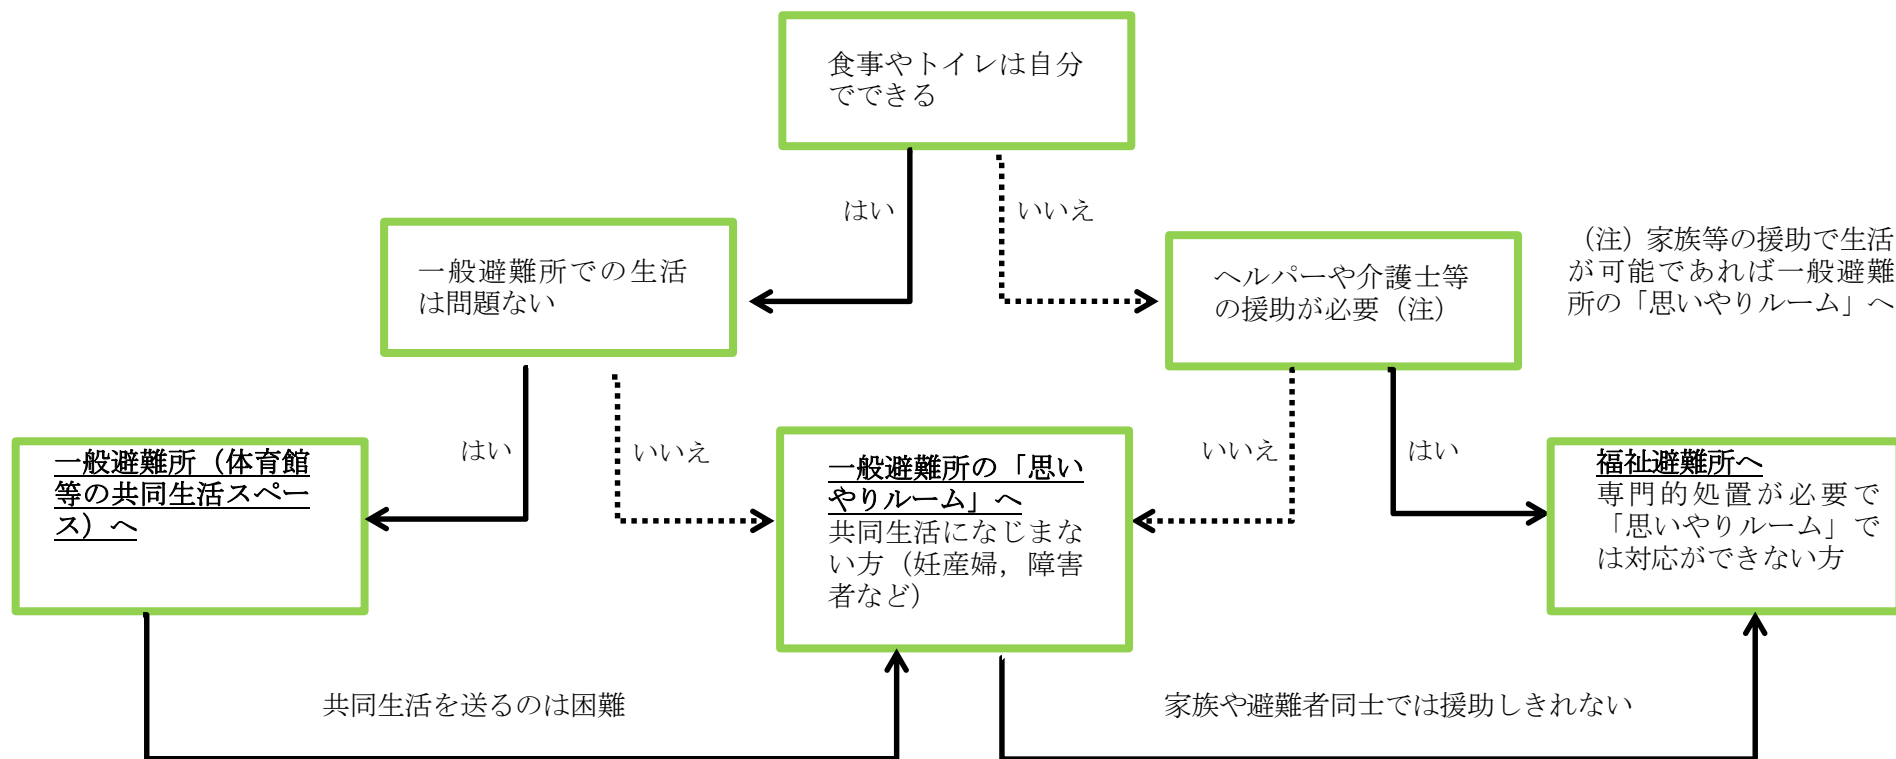 食事やトイレは自分
でできる
はい
いいえ
一般避難所での生活
は問題ない
ヘルパーや介護士等
の援助が必要（注）
（注）家族等の援助で生活
が可能であれば一般避難
所の「思いやりルーム」へ
はい
いいえ
いいえ
はい
一般避難所（体育館
等の共同生活スペー
ス）へ
一般避難所の「思い
やりルーム」へ
共同生活になじまな
い方（妊産婦，障害
者など）
福祉避難所へ
専門的処置が必要で
「思いやりルーム」で
は対応ができない方
共同生活を送るのは困難
家族や避難者同士では援助しきれない